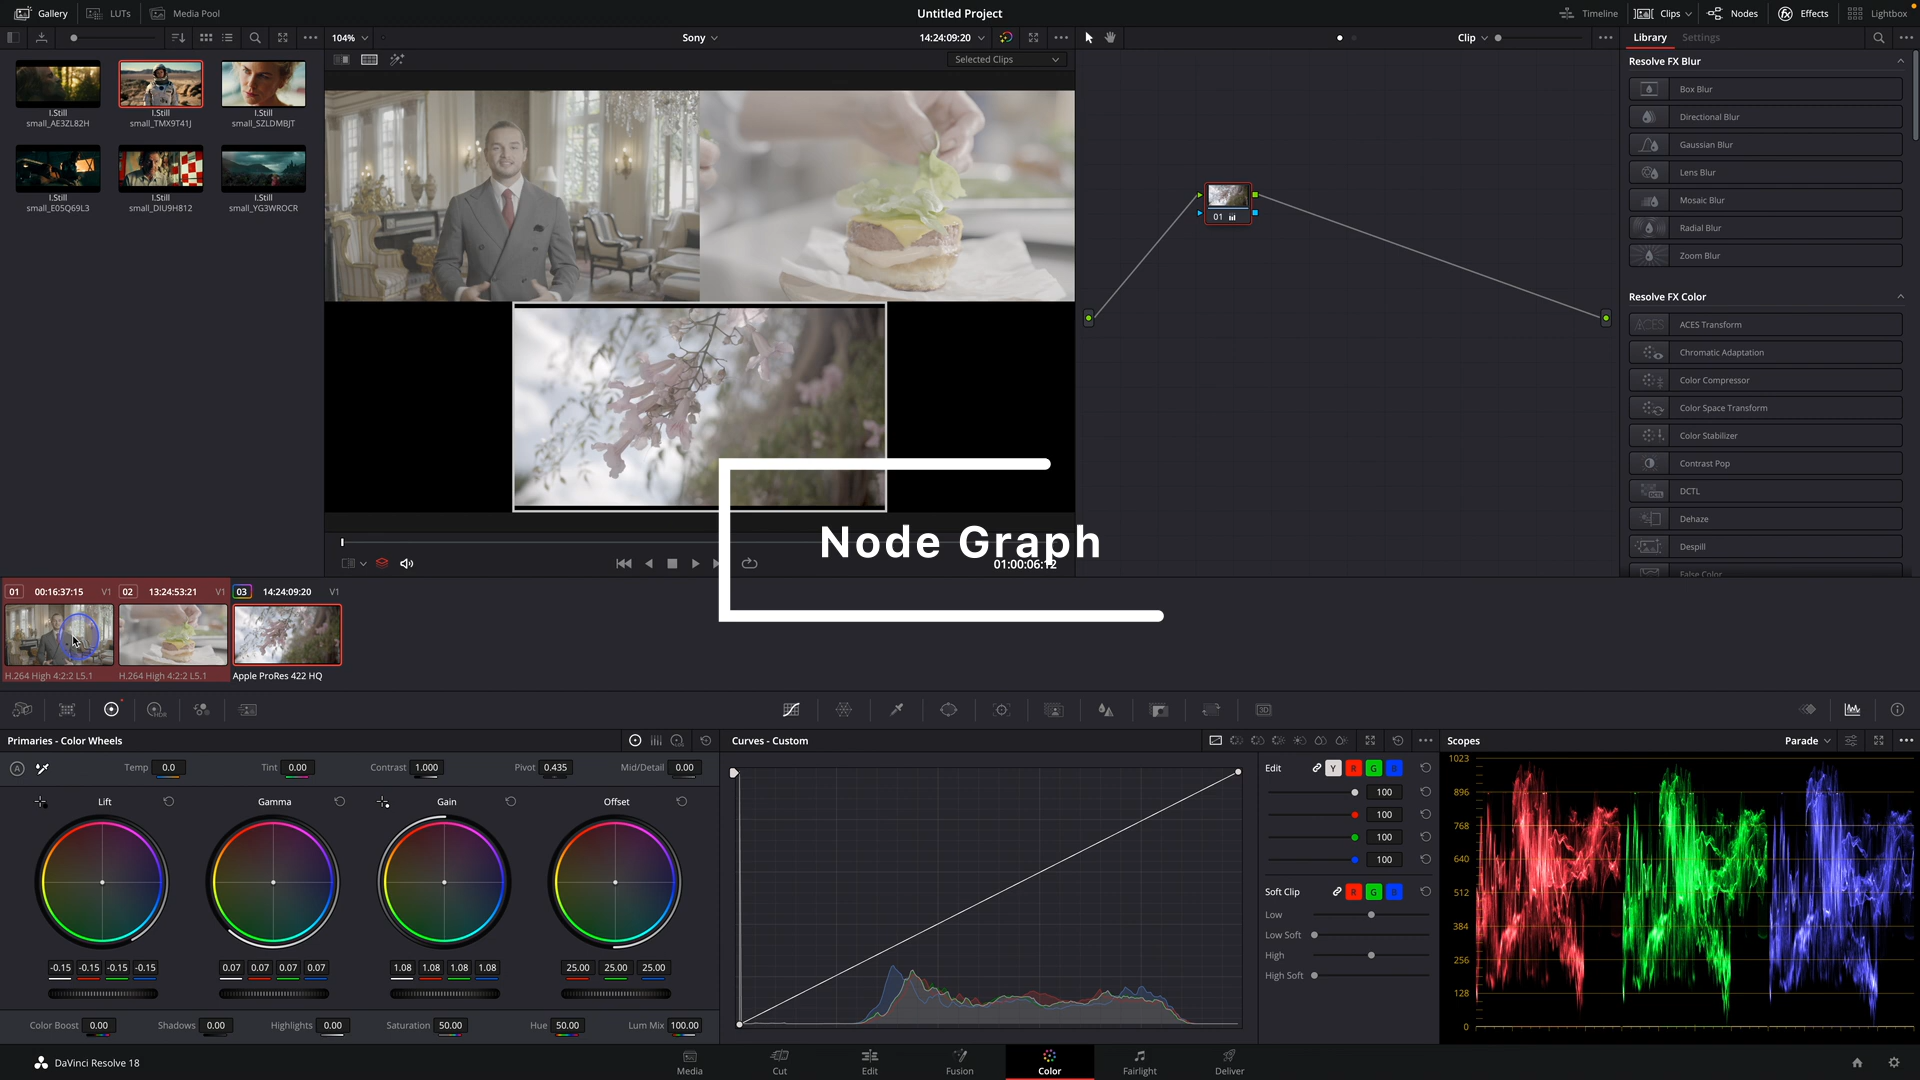 Gallery
LUTs
Media Pool
Untitled Project
Timeline
Clips
Nodes
Effects
Lightbox
104%
Sony
14:24:09:20
Clip
Library
Settings
Selected Clips
Resolve FX Blur
Box Blur
Directional Blur
Gaussian Blur
Lens Blur
Mosaic Blur
Radial Blur
Zoom Blur
Resolve FX Color
ACES Transform
Chromatic Adaptation
Color Compressor
Color Space Transform
Color Stabilizer
Contrast Pop
DCTL
Dehaze
Despill
False Color
I.Still
small_AE3ZL82H
I.Still
small_TMX9T41J
I.Still
small_SZLDMBJT
I.Still
small_E05Q69L3
I.Still
small_DIU9H812
I.Still
small_YG3WROCR
01
Node Graph
01:00:06:12
01 00:16:37:15 V1
02 13:24:53:21 V1
03 14:24:09:20 V1
H.264 High 4:2:2 L5.1
H.264 High 4:2:2 L5.1
Apple ProRes 422 HQ
HDR
3D
Primaries - Color Wheels
A
Temp 0.0
Tint 0.00
Contrast 1.000
Pivot 0.435
Mid/Detail 0.00
Lift
Gamma
Gain
Offset
-0.15 -0.15 -0.15 -0.15
0.07 0.07 0.07 0.07
1.08 1.08 1.08 1.08
25.00 25.00 25.00
Color Boost 0.00
Shadows 0.00
Highlights 0.00
Saturation 50.00
Hue 50.00
Lum Mix 100.00
Curves - Custom
Edit
Y R G B
100
100
100
100
Soft Clip
R G B
Low
Low Soft
High
High Soft
Scopes
Parade
1023
896
768
640
512
384
256
128
0
DaVinci Resolve 18
Media
Cut
Edit
Fusion
Color
Fairlight
Deliver